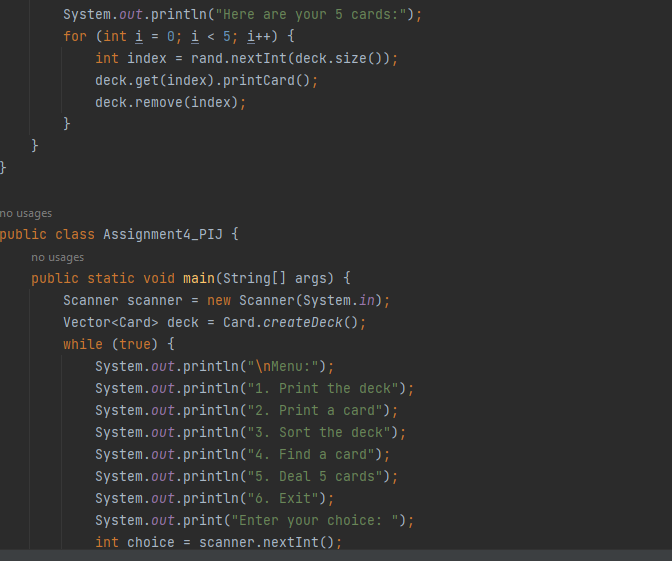 System.out.println("Here are your 5 cards:");
for (int i = 0; i < 5; i++) {
int index = rand.nextInt(deck.size());
deck.get(index).printCard();
deck.remove(index);
}
}
}
no usages
public class Assignment4_PIJ {
no usages
public static void main(String[] args) {
Scanner scanner = new Scanner(System.in);
Vector<Card> deck = Card.createDeck();
while (true) {
System.out.println("\nMenu:");
System.out.println("1. Print the deck");
System.out.println("2. Print a card");
System.out.println("3. Sort the deck");
System.out.println("4. Find a card");
System.out.println("5. Deal 5 cards");
System.out.println("6. Exit");
System.out.print("Enter your choice: ");
int choice = scanner.nextInt();